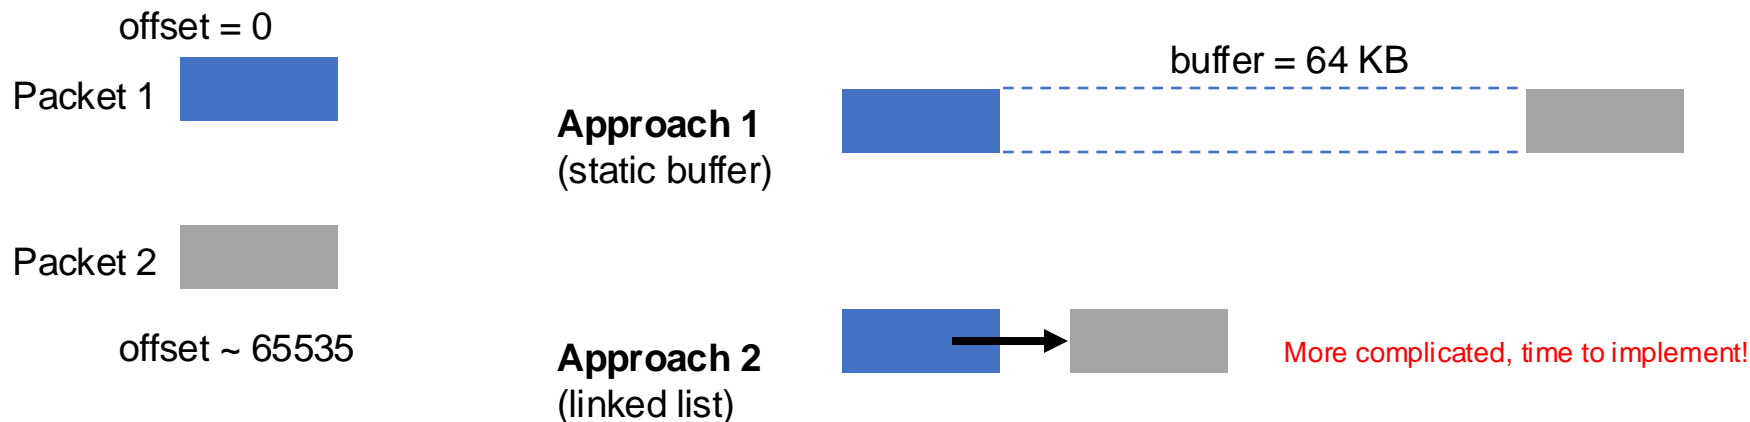 offset = 0
Packet 1
Packet 2
offset ~ 65535
buffer = 64 KB
Approach 1
(static buffer)
Approach 2
(linked list)
More complicated, time to implement!